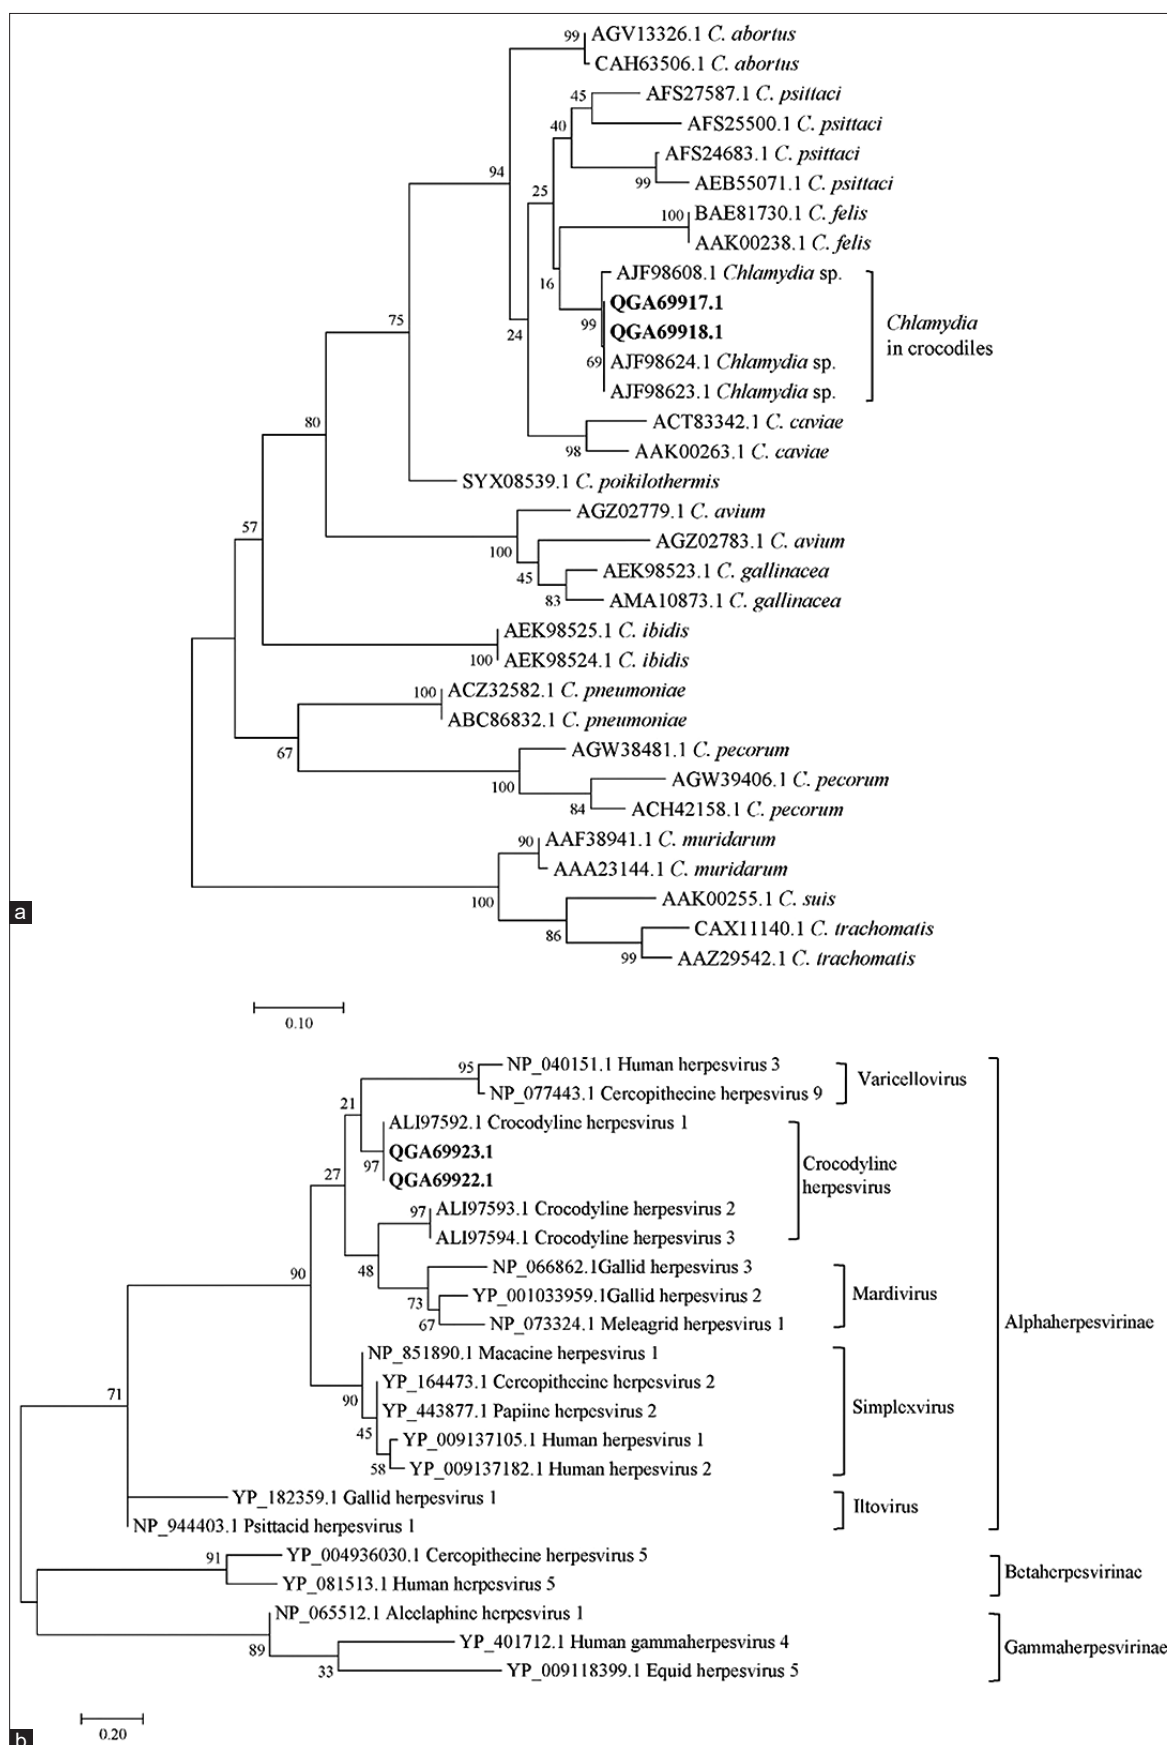 99
AGV13326.1 C. abortus
CAH63506.1 C. abortus
45
AFS27587.1 C. psittaci
40
AFS25500.1 C. psittaci
AFS24683.1 C. psittaci
94
99
AEB55071.1 C. psittaci
25
100
BAE81730.1 C. felis
AAK00238.1 C. felis
16
AJF98608.1 Chlamydia sp.
QGA69917.1
75
24
99
QGA69918.1
Chlamydia
in crocodiles
69
AJF98624.1 Chlamydia sp.
AJF98623.1 Chlamydia sp.
80
ACT83342.1 C. caviae
98
AAK00263.1 C. caviae
SYX08539.1 C. poikilothermis
AGZ02779.1 C. avium
57
100
AGZ02783.1 C. avium
45
AEK98523.1 C. gallinacea
83
AMA10873.1 C. gallinacea
AEK98525.1 C. ibidis
100
AEK98524.1 C. ibidis
100
ACZ32582.1 C. pneumoniae
ABC86832.1 C. pneumoniae
67
AGW38481.1 C. pecorum
100
AGW39406.1 C. pecorum
84
ACH42158.1 C. pecorum
90
AAF38941.1 C. muridarum
AAA23144.1 C. muridarum
100
AAK00255.1 C. suis
a
86
CAX11140.1 C. trachomatis
99
AAZ29542.1 C. trachomatis
0.10
95
NP_040151.1 Human herpesvirus 3
Varicellovirus
NP_077443.1 Cercopithecine herpesvirus 9
21
ALI97592.1 Crocodyline herpesvirus 1
QGA69923.1
97
QGA69922.1
Crocodyline
herpesvirus
27
97
ALI97593.1 Crocodyline herpesvirus 2
ALI97594.1 Crocodyline herpesvirus 3
90
48
NP_066862.1Gallid herpesvirus 3
73
YP_001033959.1Gallid herpesvirus 2
Mardivirus
67
NP_073324.1 Meleagrid herpesvirus 1
Alphaherpesvirinae
NP_851890.1 Macacine herpesvirus 1
71
90
YP_164473.1 Cercopithecine herpesvirus 2
YP_443877.1 Papiine herpesvirus 2
Simplexvirus
45
YP_009137105.1 Human herpesvirus 1
58
YP_009137182.1 Human herpesvirus 2
YP_182359.1 Gallid herpesvirus 1
Iltovirus
NP_944403.1 Psittacid herpesvirus 1
91
YP_004936030.1 Cercopithecine herpesvirus 5
Betaherpesvirinae
YP_081513.1 Human herpesvirus 5
NP_065512.1 Alcelaphine herpesvirus 1
89
YP_401712.1 Human gammaherpesvirus 4
Gammaherpesvirinae
33
YP_009118399.1 Equid herpesvirus 5
0.20
b